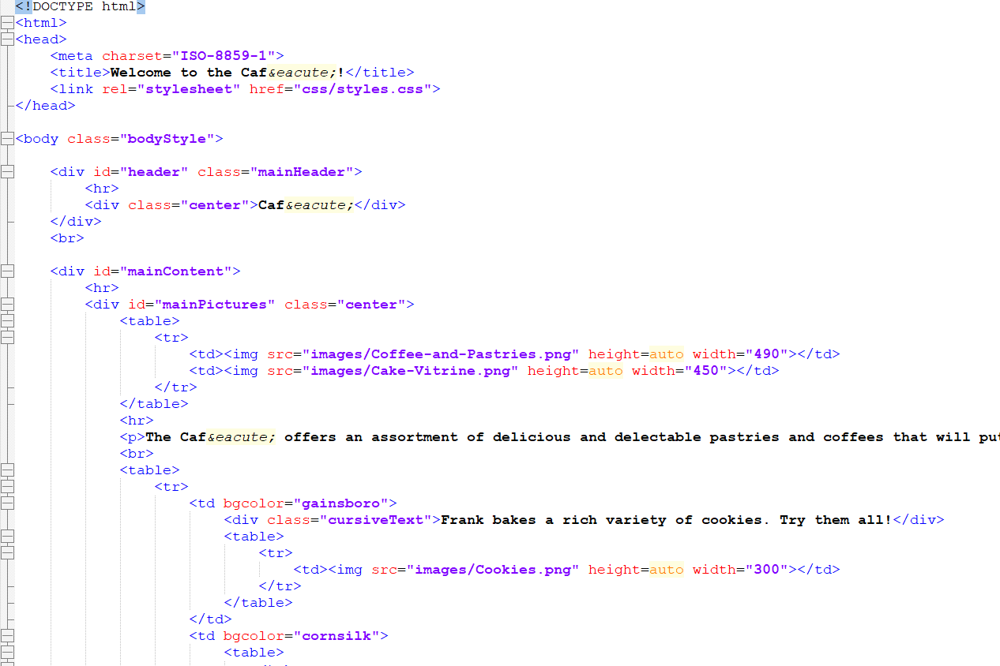 <!DOCTYPE html>
<html>
<head>
    <meta charset="ISO-8859-1">
    <title>Welcome to the Caf&eacute;!</title>
    <link rel="stylesheet" href="css/styles.css">
</head>

<body class="bodyStyle">

    <div id="header" class="mainHeader">
        <hr>
        <div class="center">Caf&eacute;</div>
    </div>
    <br>

    <div id="mainContent">
        <hr>
        <div id="mainPictures" class="center">
            <table>
                <tr>
                    <td><img src="images/Coffee-and-Pastries.png" height=auto width="490"></td>
                    <td><img src="images/Cake-Vitrine.png" height=auto width="450"></td>
                </tr>
            </table>
            <hr>
            <p>The Caf&eacute; offers an assortment of delicious and delectable pastries and coffees that will put
            <br>
            <table>
                <tr>
                    <td bgcolor="gainsboro">
                        <div class="cursiveText">Frank bakes a rich variety of cookies. Try them all!</div>
                        <table>
                            <tr>
                                <td><img src="images/Cookies.png" height=auto width="300"></td>
                            </tr>
                        </table>
                    </td>
                    <td bgcolor="cornsilk">
                        <table>